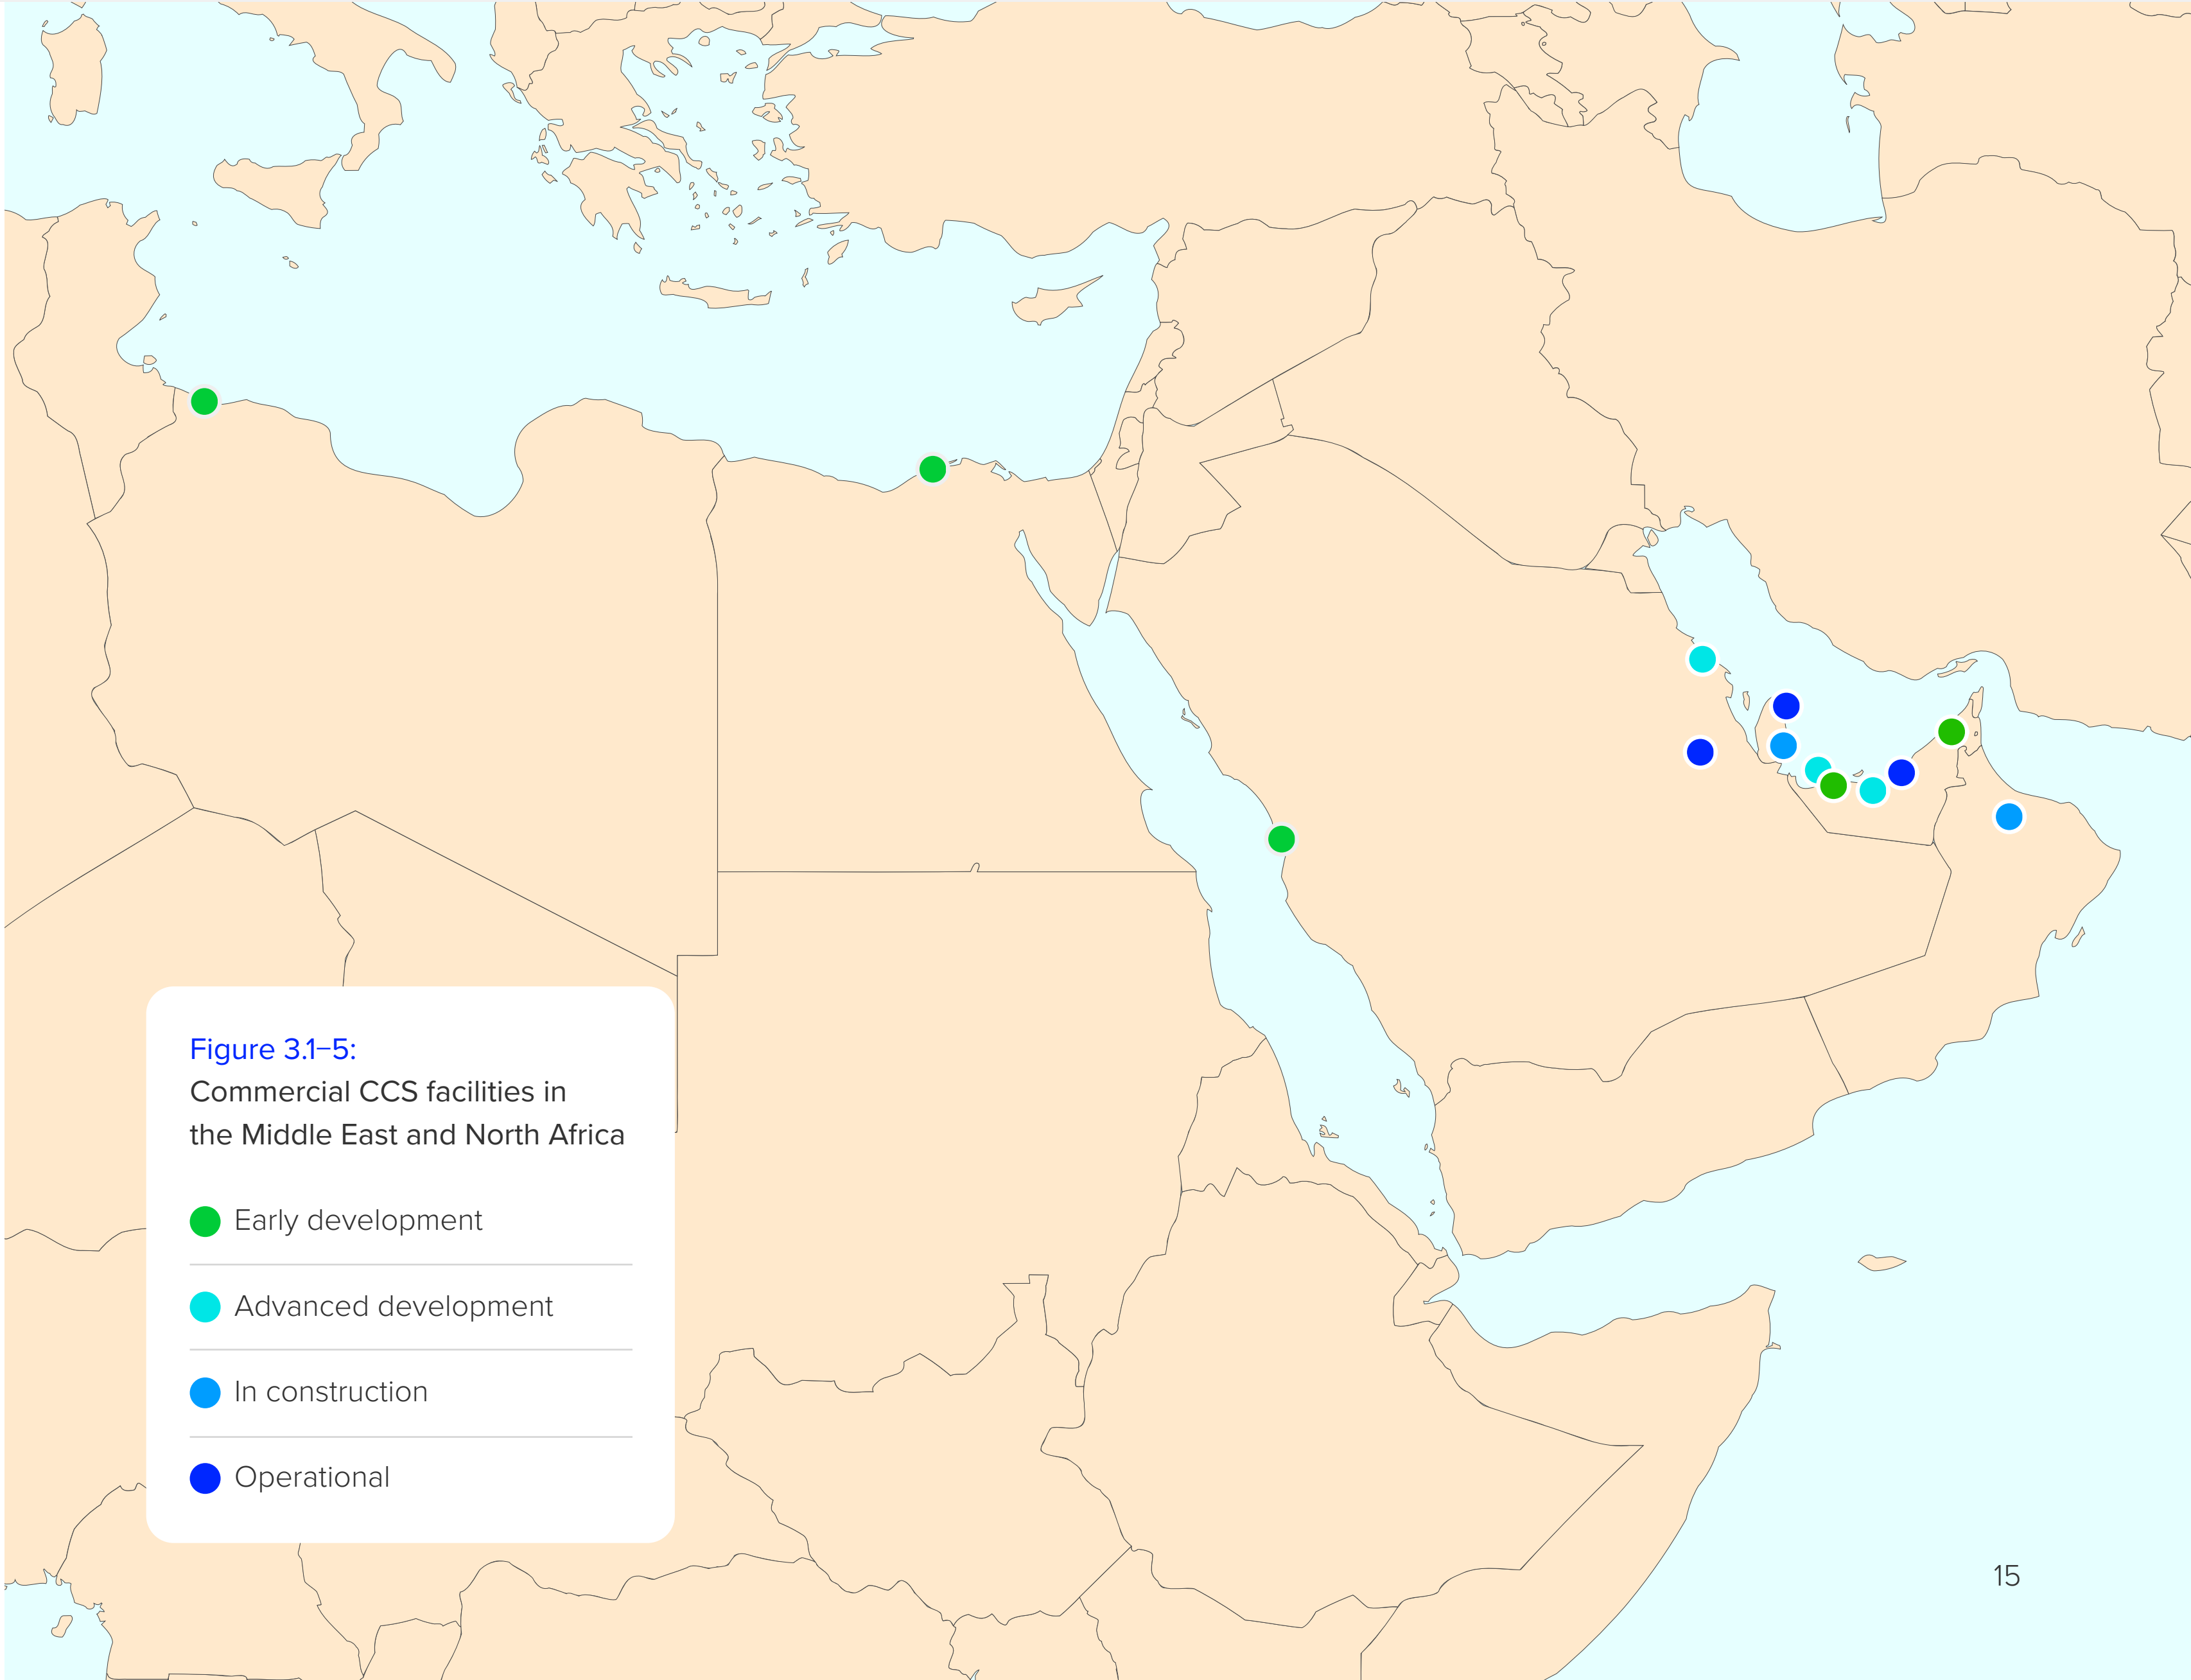 Figure 3.1–5:
Commercial CCS facilities in
the Middle East and North Africa
Early development
Advanced development
In construction
Operational
15